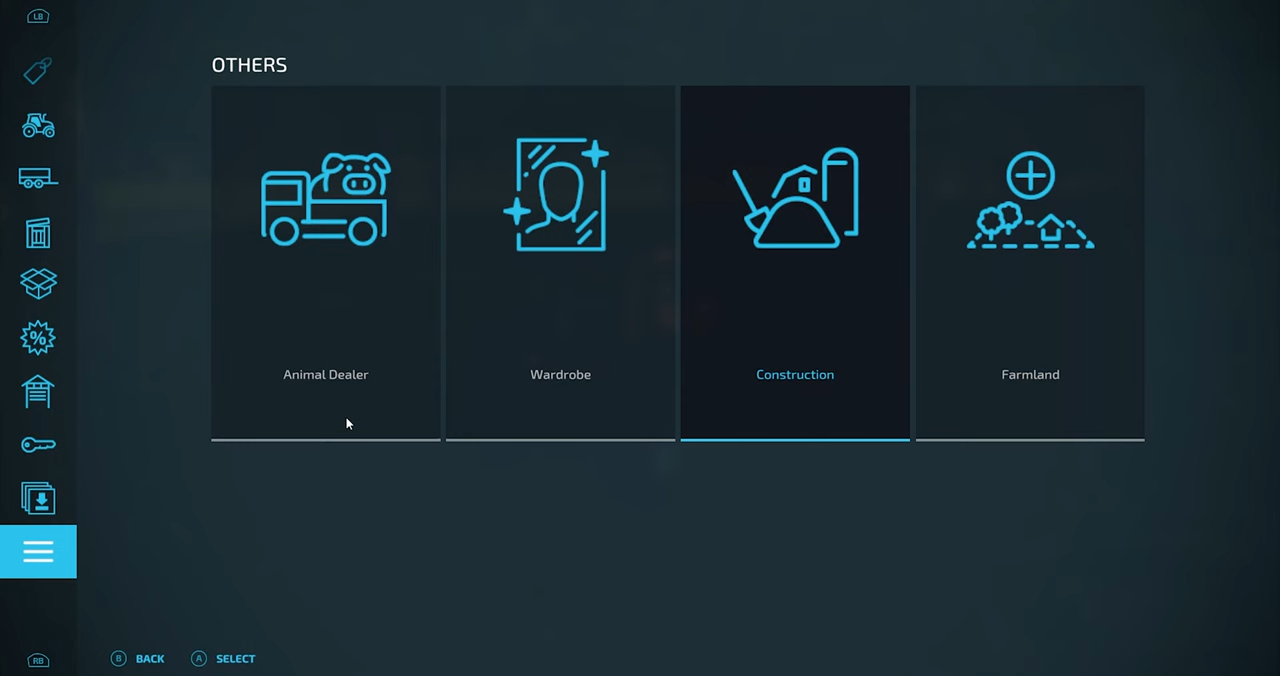 LB
OTHERS
%
Animal Dealer
Wardrobe
Construction
Farmland
RB
B BACK A SELECT